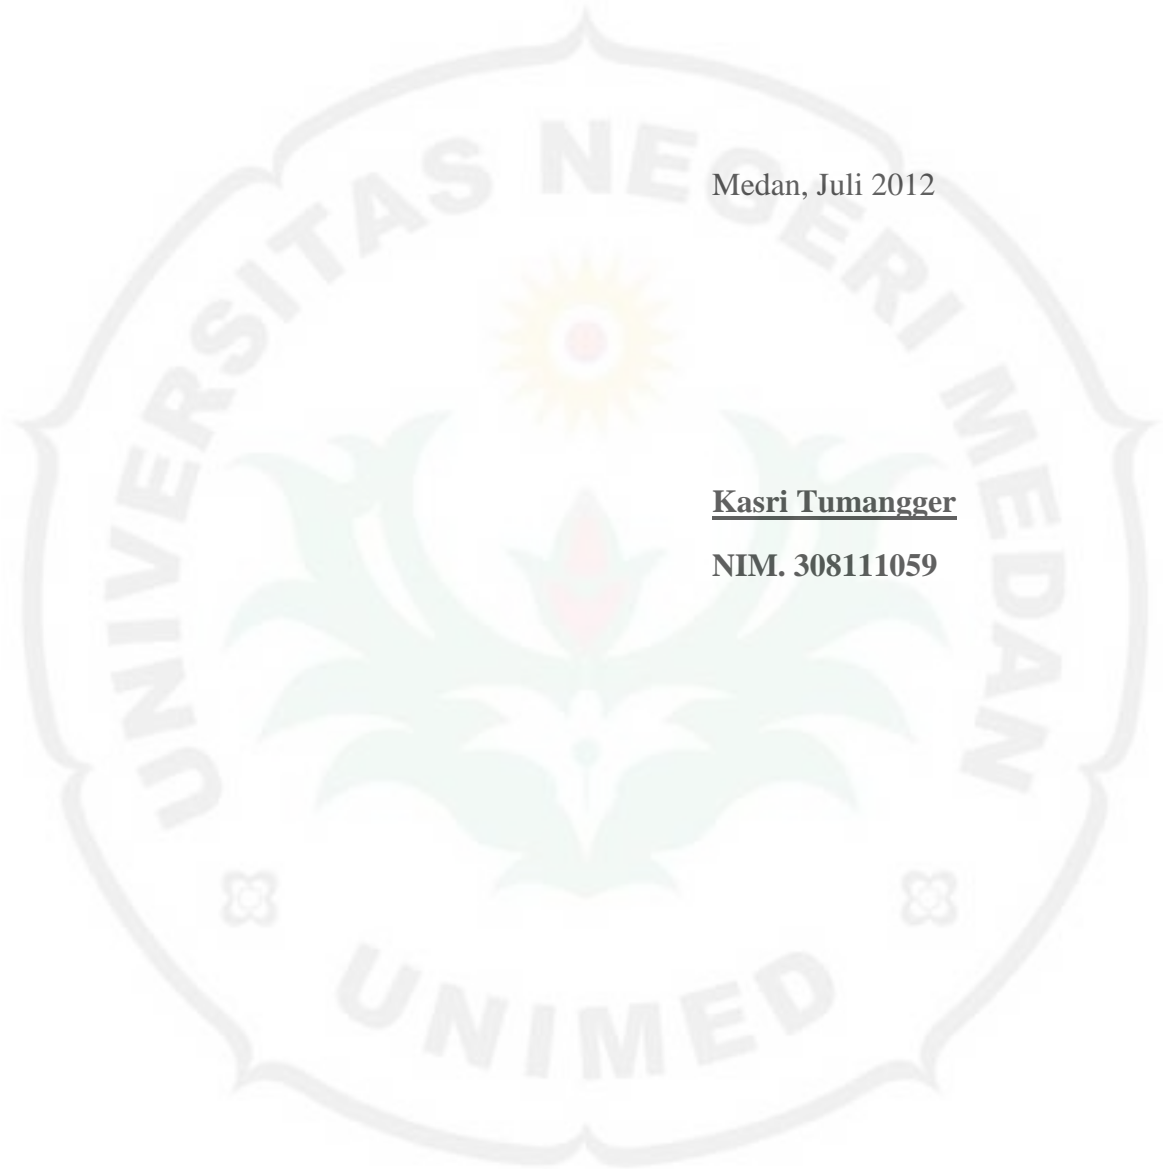 UNIVERSITAS NEGERI MEDAN
Medan, Juli 2012
Kasri Tumangger
NIM. 308111059
UNIMED